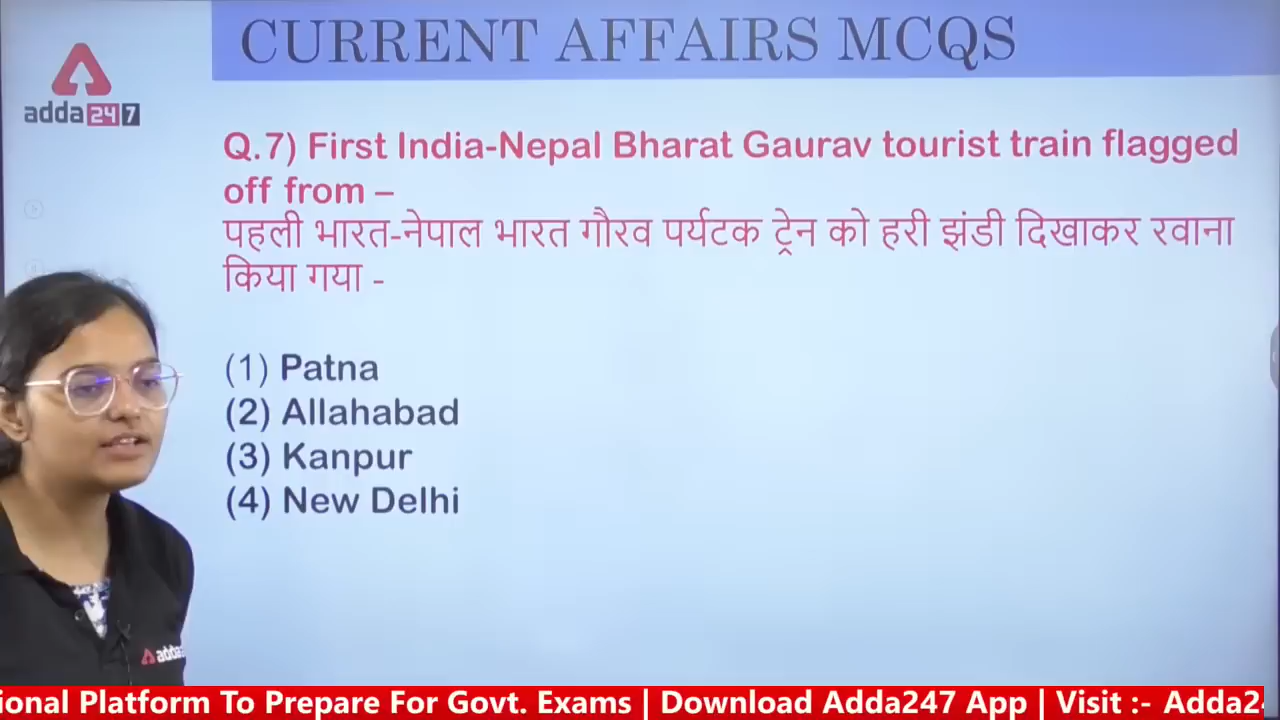 CURRENT AFFAIRS MCQS
adda247
Q.7) First India-Nepal Bharat Gaurav tourist train flagged
off from –
पहली भारत-नेपाल भारत गौरव पर्यटक ट्रेन को हरी झंडी दिखाकर रवाना
किया गया -
(1) Patna
(2) Allahabad
(3) Kanpur
(4) New Delhi
adda
ional Platform To Prepare For Govt. Exams | Download Adda247 App | Visit :- Adda2